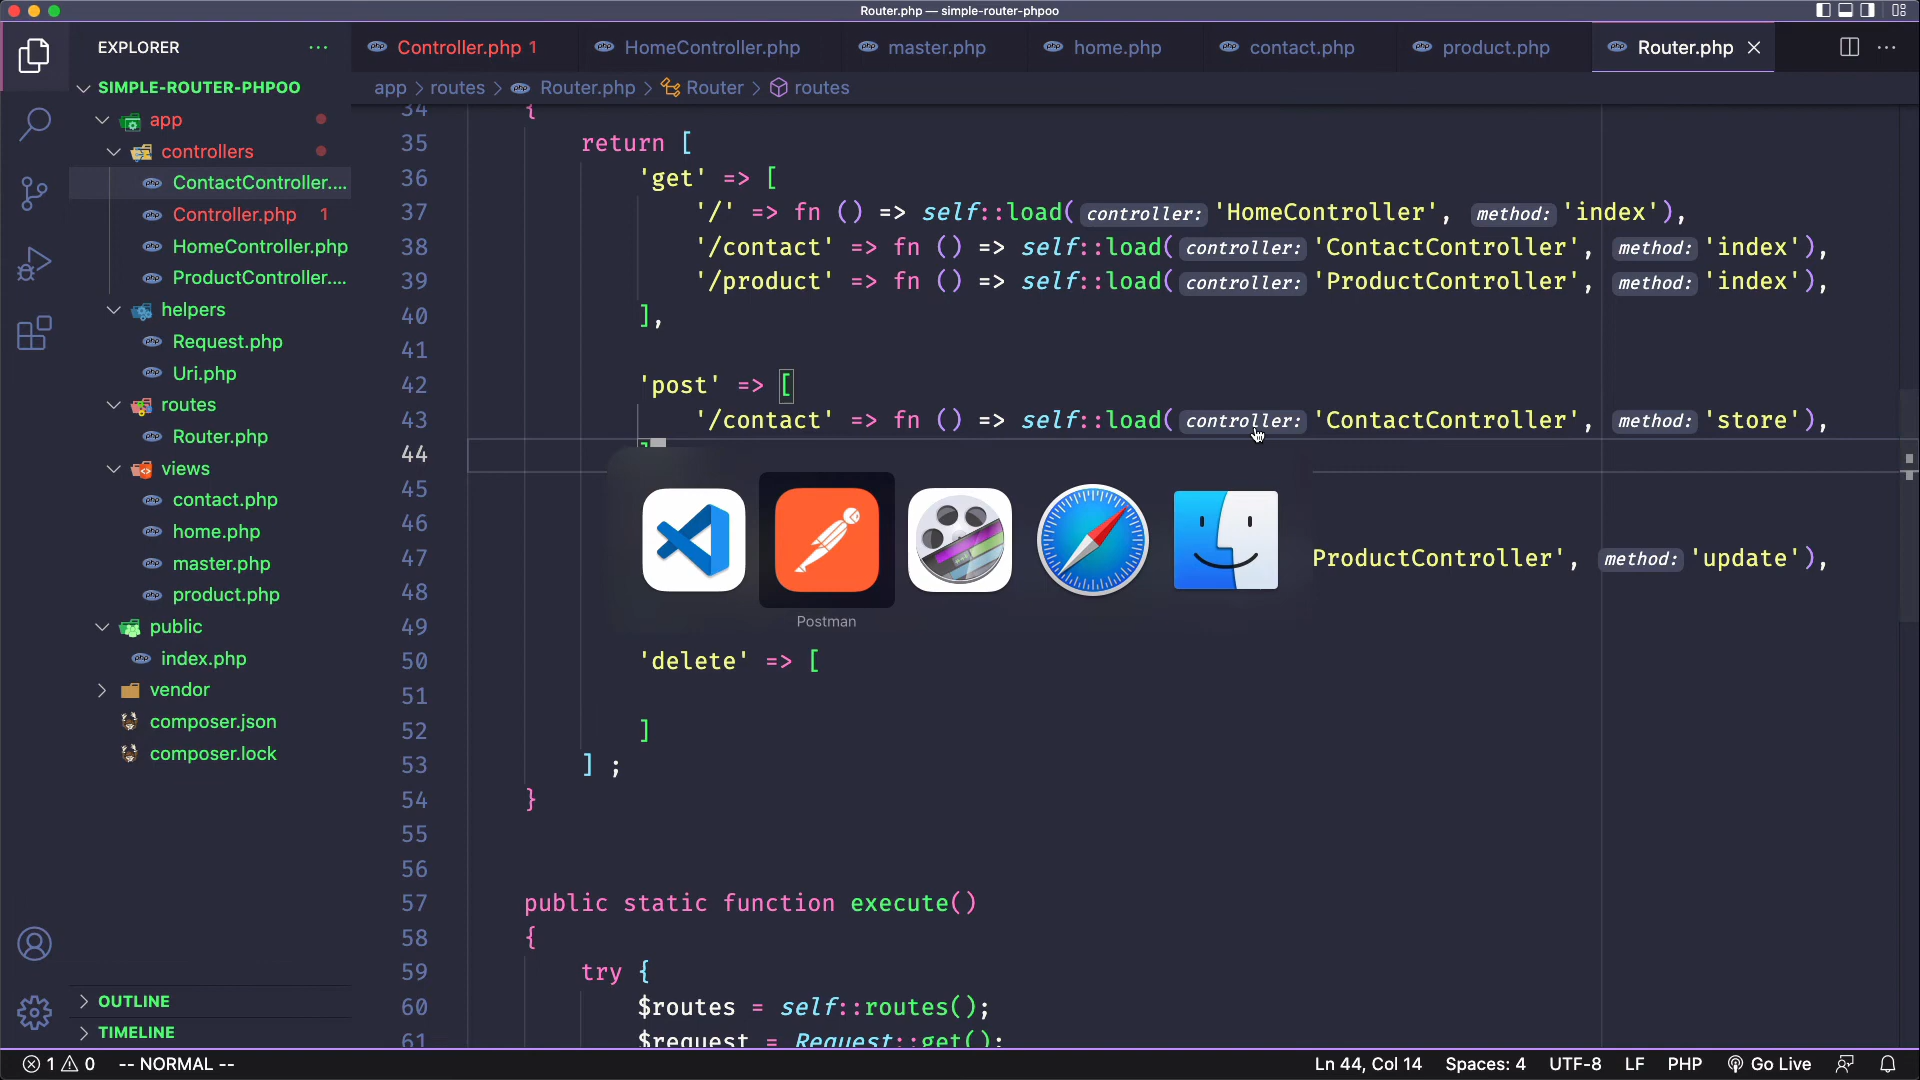 Router.php — simple-router-phpoo
EXPLORER
Controller.php 1
HomeController.php
master.php
home.php
contact.php
product.php
Router.php
SIMPLE-ROUTER-PHPOO
app > routes > Router.php > Router > routes
app
controllers
ContactController....
Controller.php 1
HomeController.php
ProductController....
helpers
Request.php
Uri.php
routes
Router.php
views
contact.php
home.php
master.php
product.php
public
index.php
vendor
composer.json
composer.lock
OUTLINE
TIMELINE
34 {
35 return [
36 'get' => [
37 '/' => fn () => self::load( controller: 'HomeController', method: 'index'),
38 '/contact' => fn () => self::load( controller: 'ContactController', method: 'index'),
39 '/product' => fn () => self::load( controller: 'ProductController', method: 'index'),
40 ],
41
42 'post' => [
43 '/contact' => fn () => self::load( controller: 'ContactController', method: 'store'),
44
45
46
47 ProductController', method: 'update'),
48
49
50 'delete' => [
51
52 ]
53 ] ;
54 }
55
56
57 public static function execute()
58 {
59 try {
60 $routes = self::routes();
61 $request = Request::get();
Postman
1 0
-- NORMAL --
Ln 44, Col 14
Spaces: 4
UTF-8
LF
PHP
Go Live